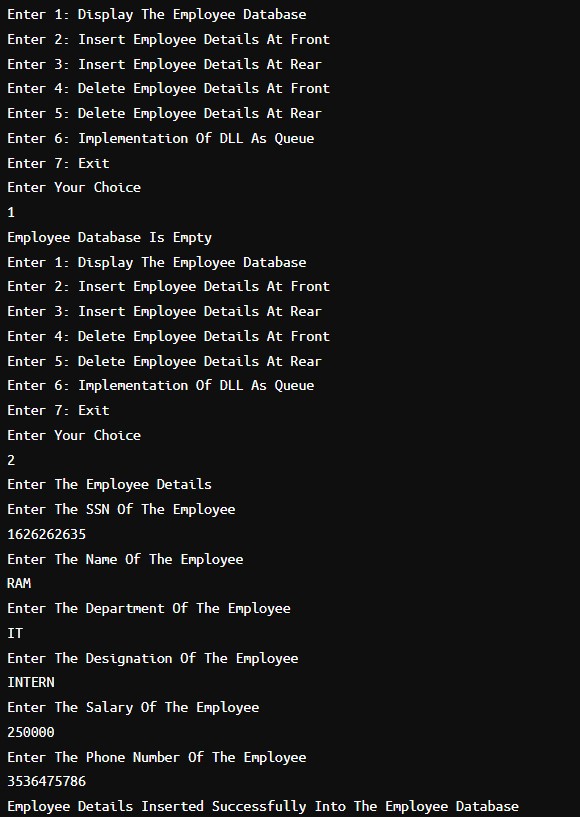 Enter 1: Display The Employee Database
Enter 2: Insert Employee Details At Front
Enter 3: Insert Employee Details At Rear
Enter 4: Delete Employee Details At Front
Enter 5: Delete Employee Details At Rear
Enter 6: Implementation Of DLL As Queue
Enter 7: Exit
Enter Your Choice
1
Employee Database Is Empty
Enter 1: Display The Employee Database
Enter 2: Insert Employee Details At Front
Enter 3: Insert Employee Details At Rear
Enter 4: Delete Employee Details At Front
Enter 5: Delete Employee Details At Rear
Enter 6: Implementation Of DLL As Queue
Enter 7: Exit
Enter Your Choice
2
Enter The Employee Details
Enter The SSN Of The Employee
1626262635
Enter The Name Of The Employee
RAM
Enter The Department Of The Employee
IT
Enter The Designation Of The Employee
INTERN
Enter The Salary Of The Employee
250000
Enter The Phone Number Of The Employee
3536475786
Employee Details Inserted Successfully Into The Employee Database